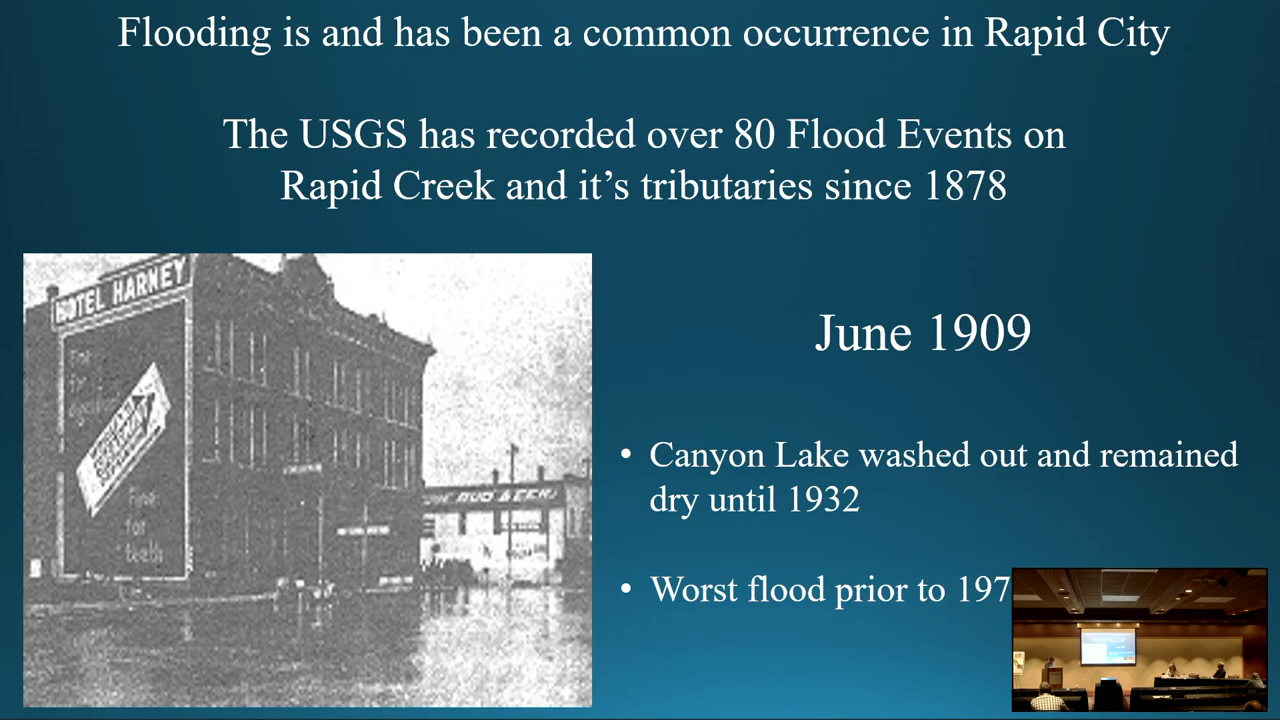 Flooding is and has been a common occurrence in Rapid City
The USGS has recorded over 80 Flood Events on
Rapid Creek and it’s tributaries since 1878
HOTEL HARNEY
June 1909
• Canyon Lake washed out and remained
dry until 1932
• Worst flood prior to 197
for
teeth